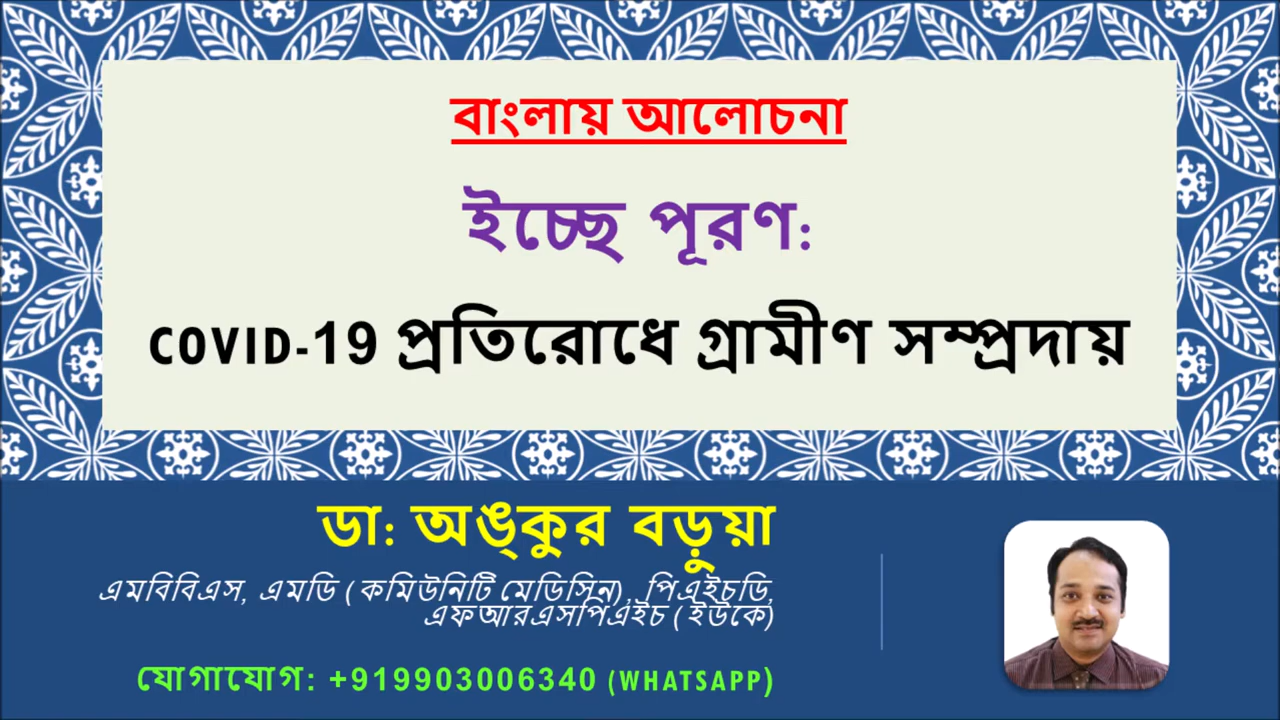 বাংলায় আলোচনা
ইচ্ছে পূরণ:
COVID-19 প্রতিরোধে গ্রামীণ সম্প্রদায়
ডা: অঙ্কুর বড়ুয়া
এমবিবিএস, এমডি (কমিউনিটি মেডিসিন), পিএইচডি,
এফআরএসপিএইচ (ইউকে)
যোগাযোগ: +919903006340 (WHATSAPP)